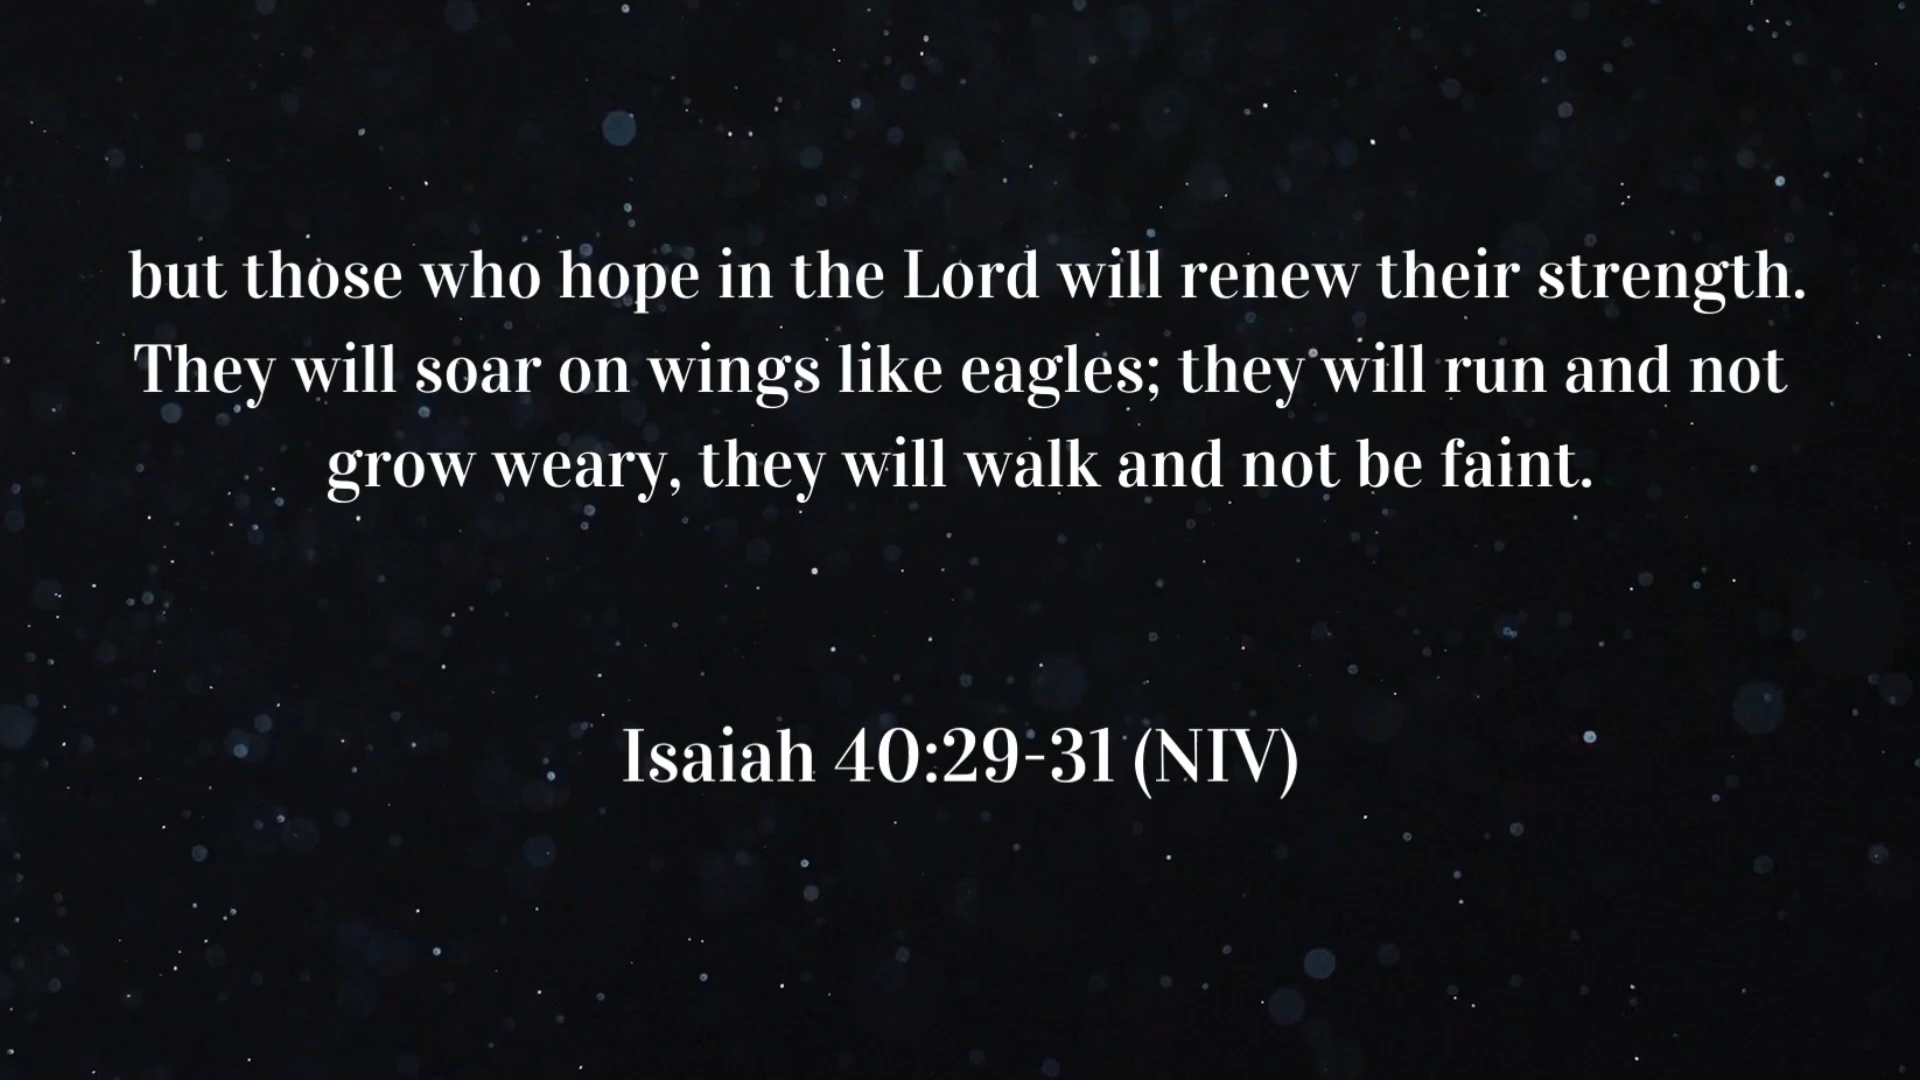 but those who hope in the Lord will renew their strength.
They will soar on wings like eagles; they will run and not
grow weary, they will walk and not be faint.
Isaiah 40:29-31 (NIV)